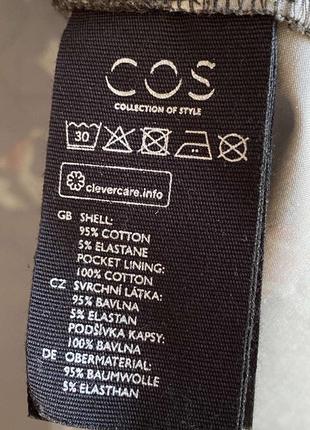 COS
COLLECTION OF STYLE
30
clevercare.info
GB SHELL:
95% COTTON
5% ELASTANE
POCKET LINING:
100% COTTON
CZ SVRCHNÍ LÁTKA:
95% BAVLNA
5% ELASTAN
PODŠÍVKA KAPSY:
100% BAVLNA
DE OBERMATERIAL:
95% BAUMWOLLE
5% ELASTHAN